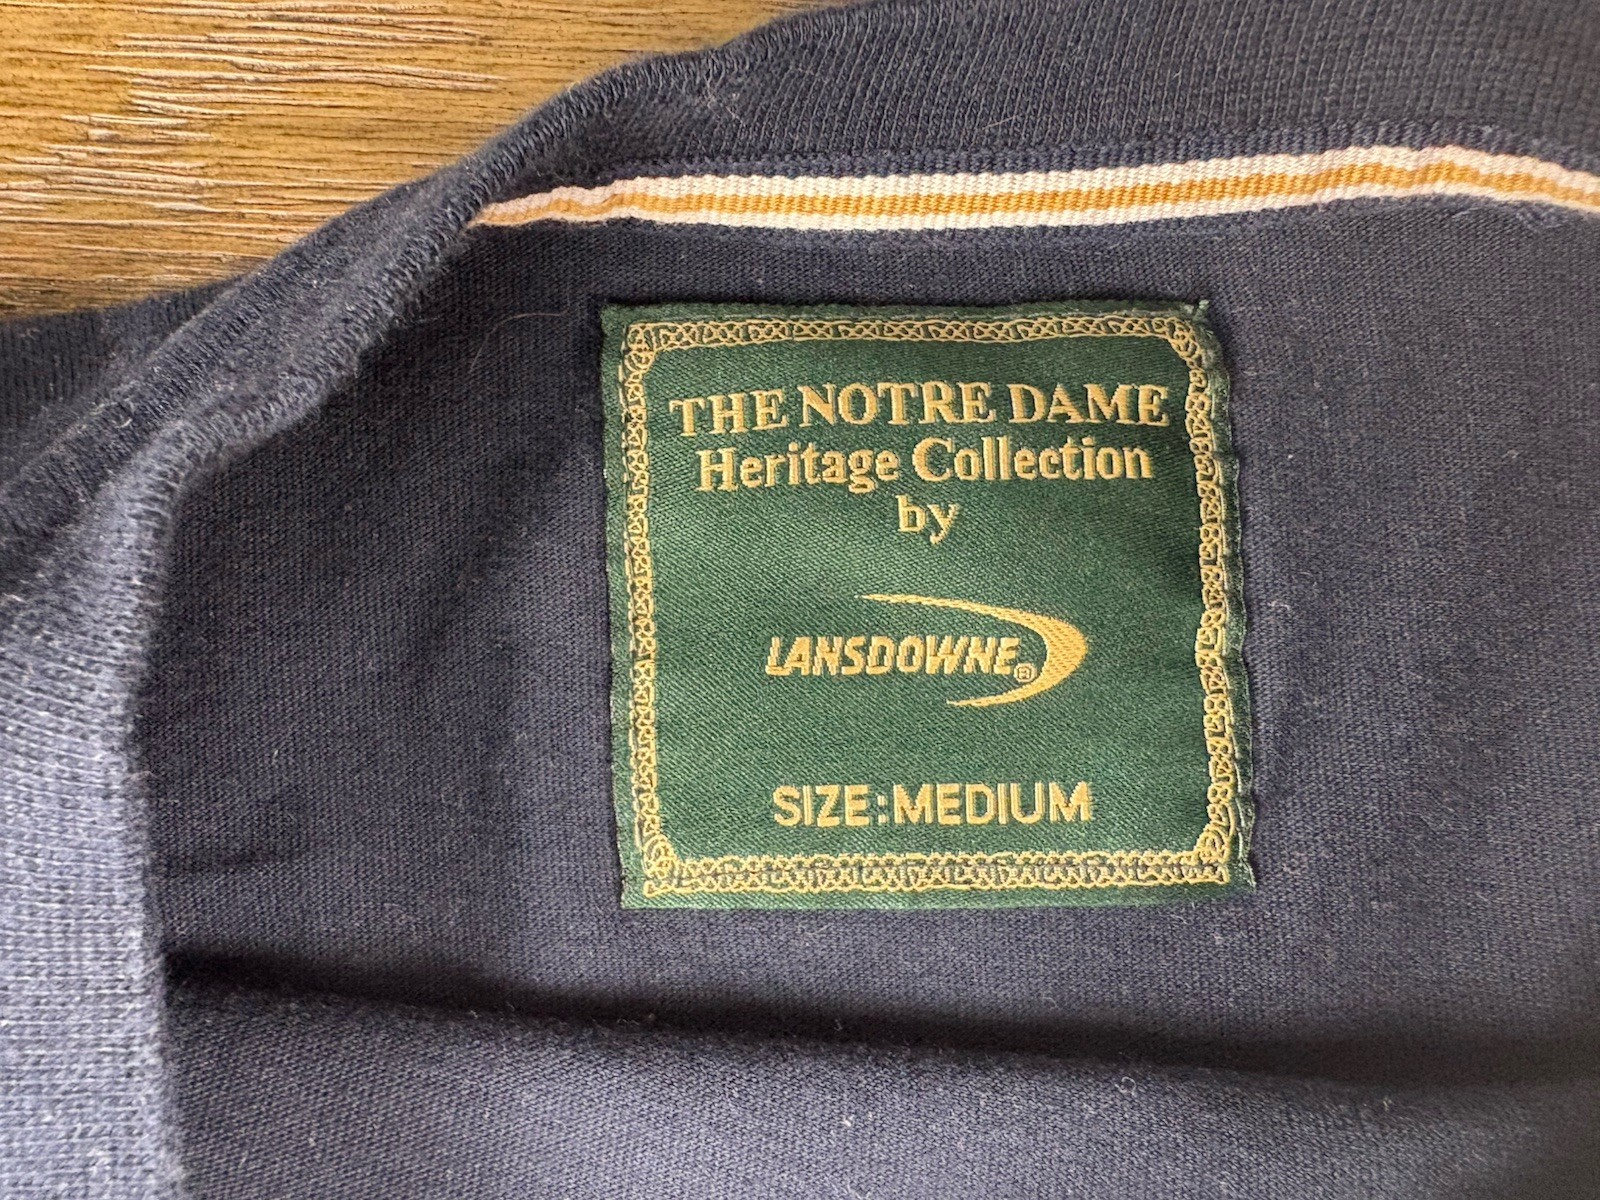 THE NOTRE DAME
Heritage Collection
by
LANSDOWNE®
SIZE:MEDIUM